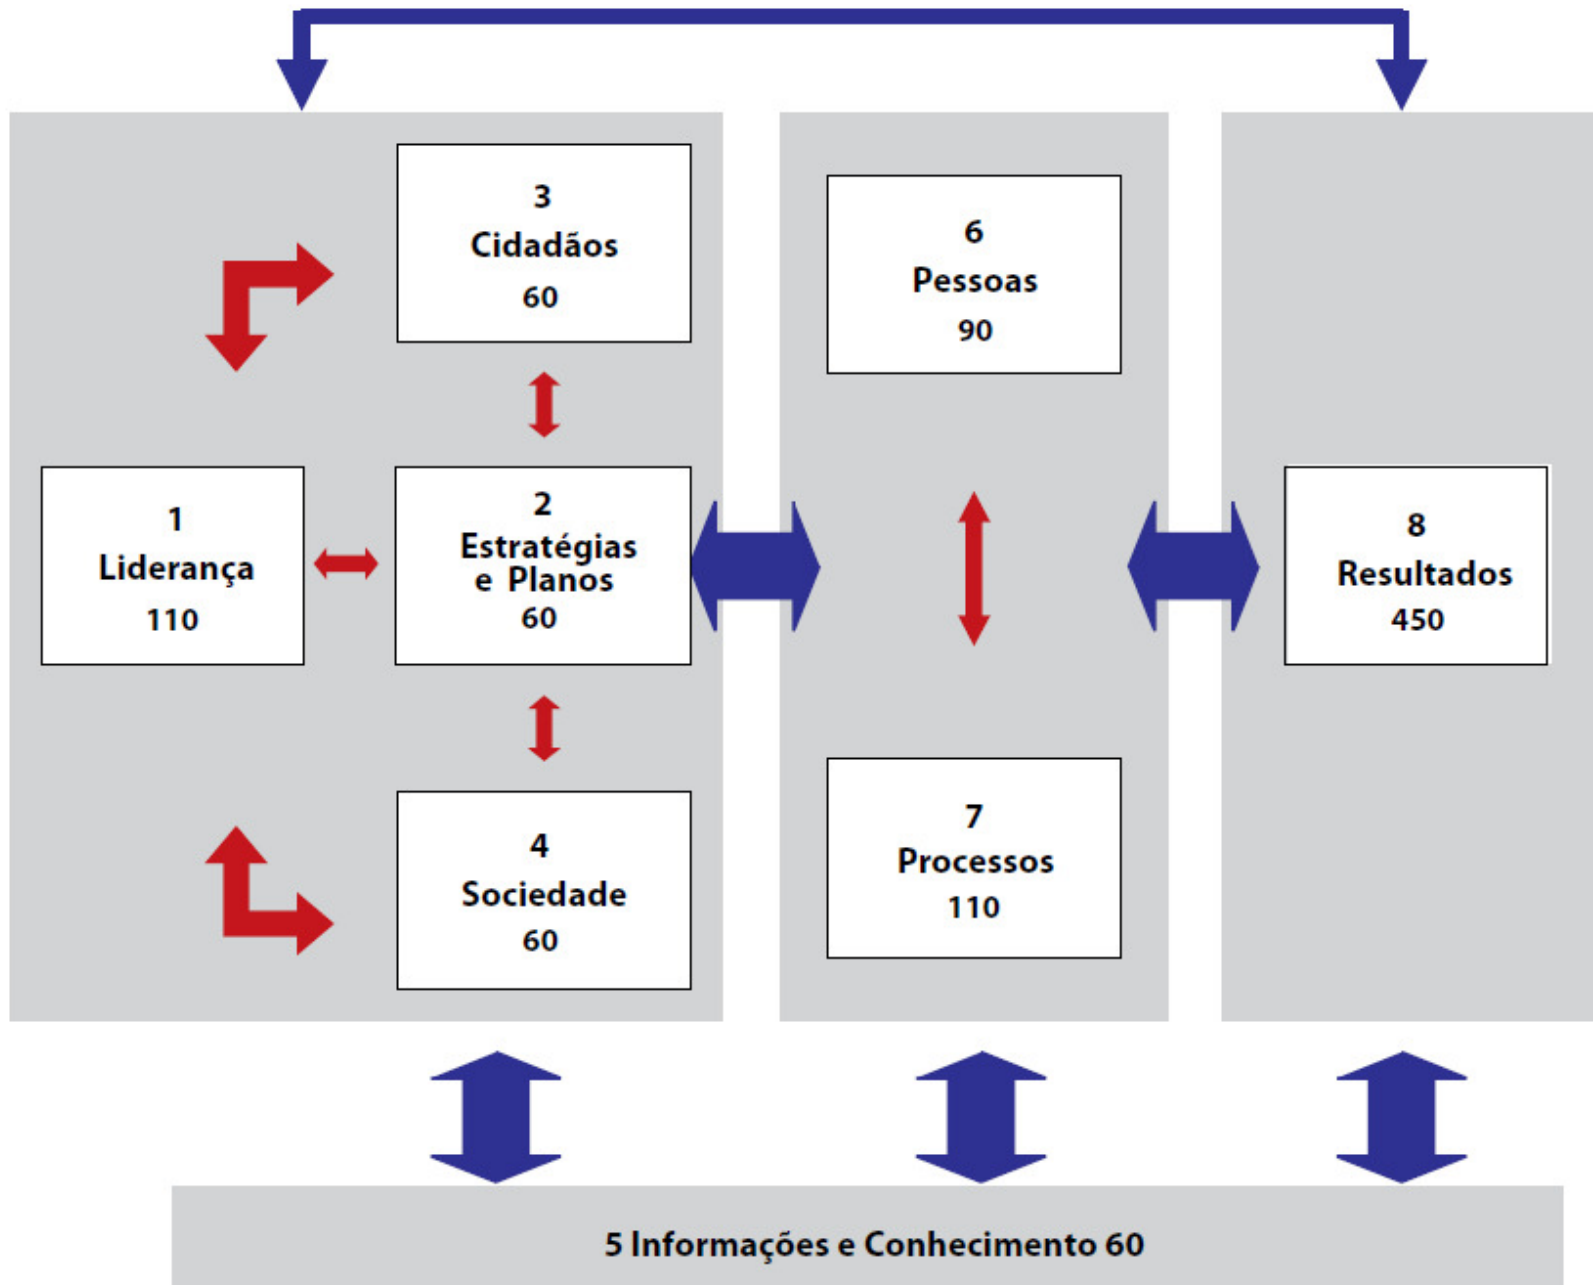 3
Cidadãos
60
6
Pessoas
90
1
Liderança
110
2
Estratégias
e Planos
60
8
Resultados
450
4
Sociedade
60
7
Processos
110
5 Informações e Conhecimento 60